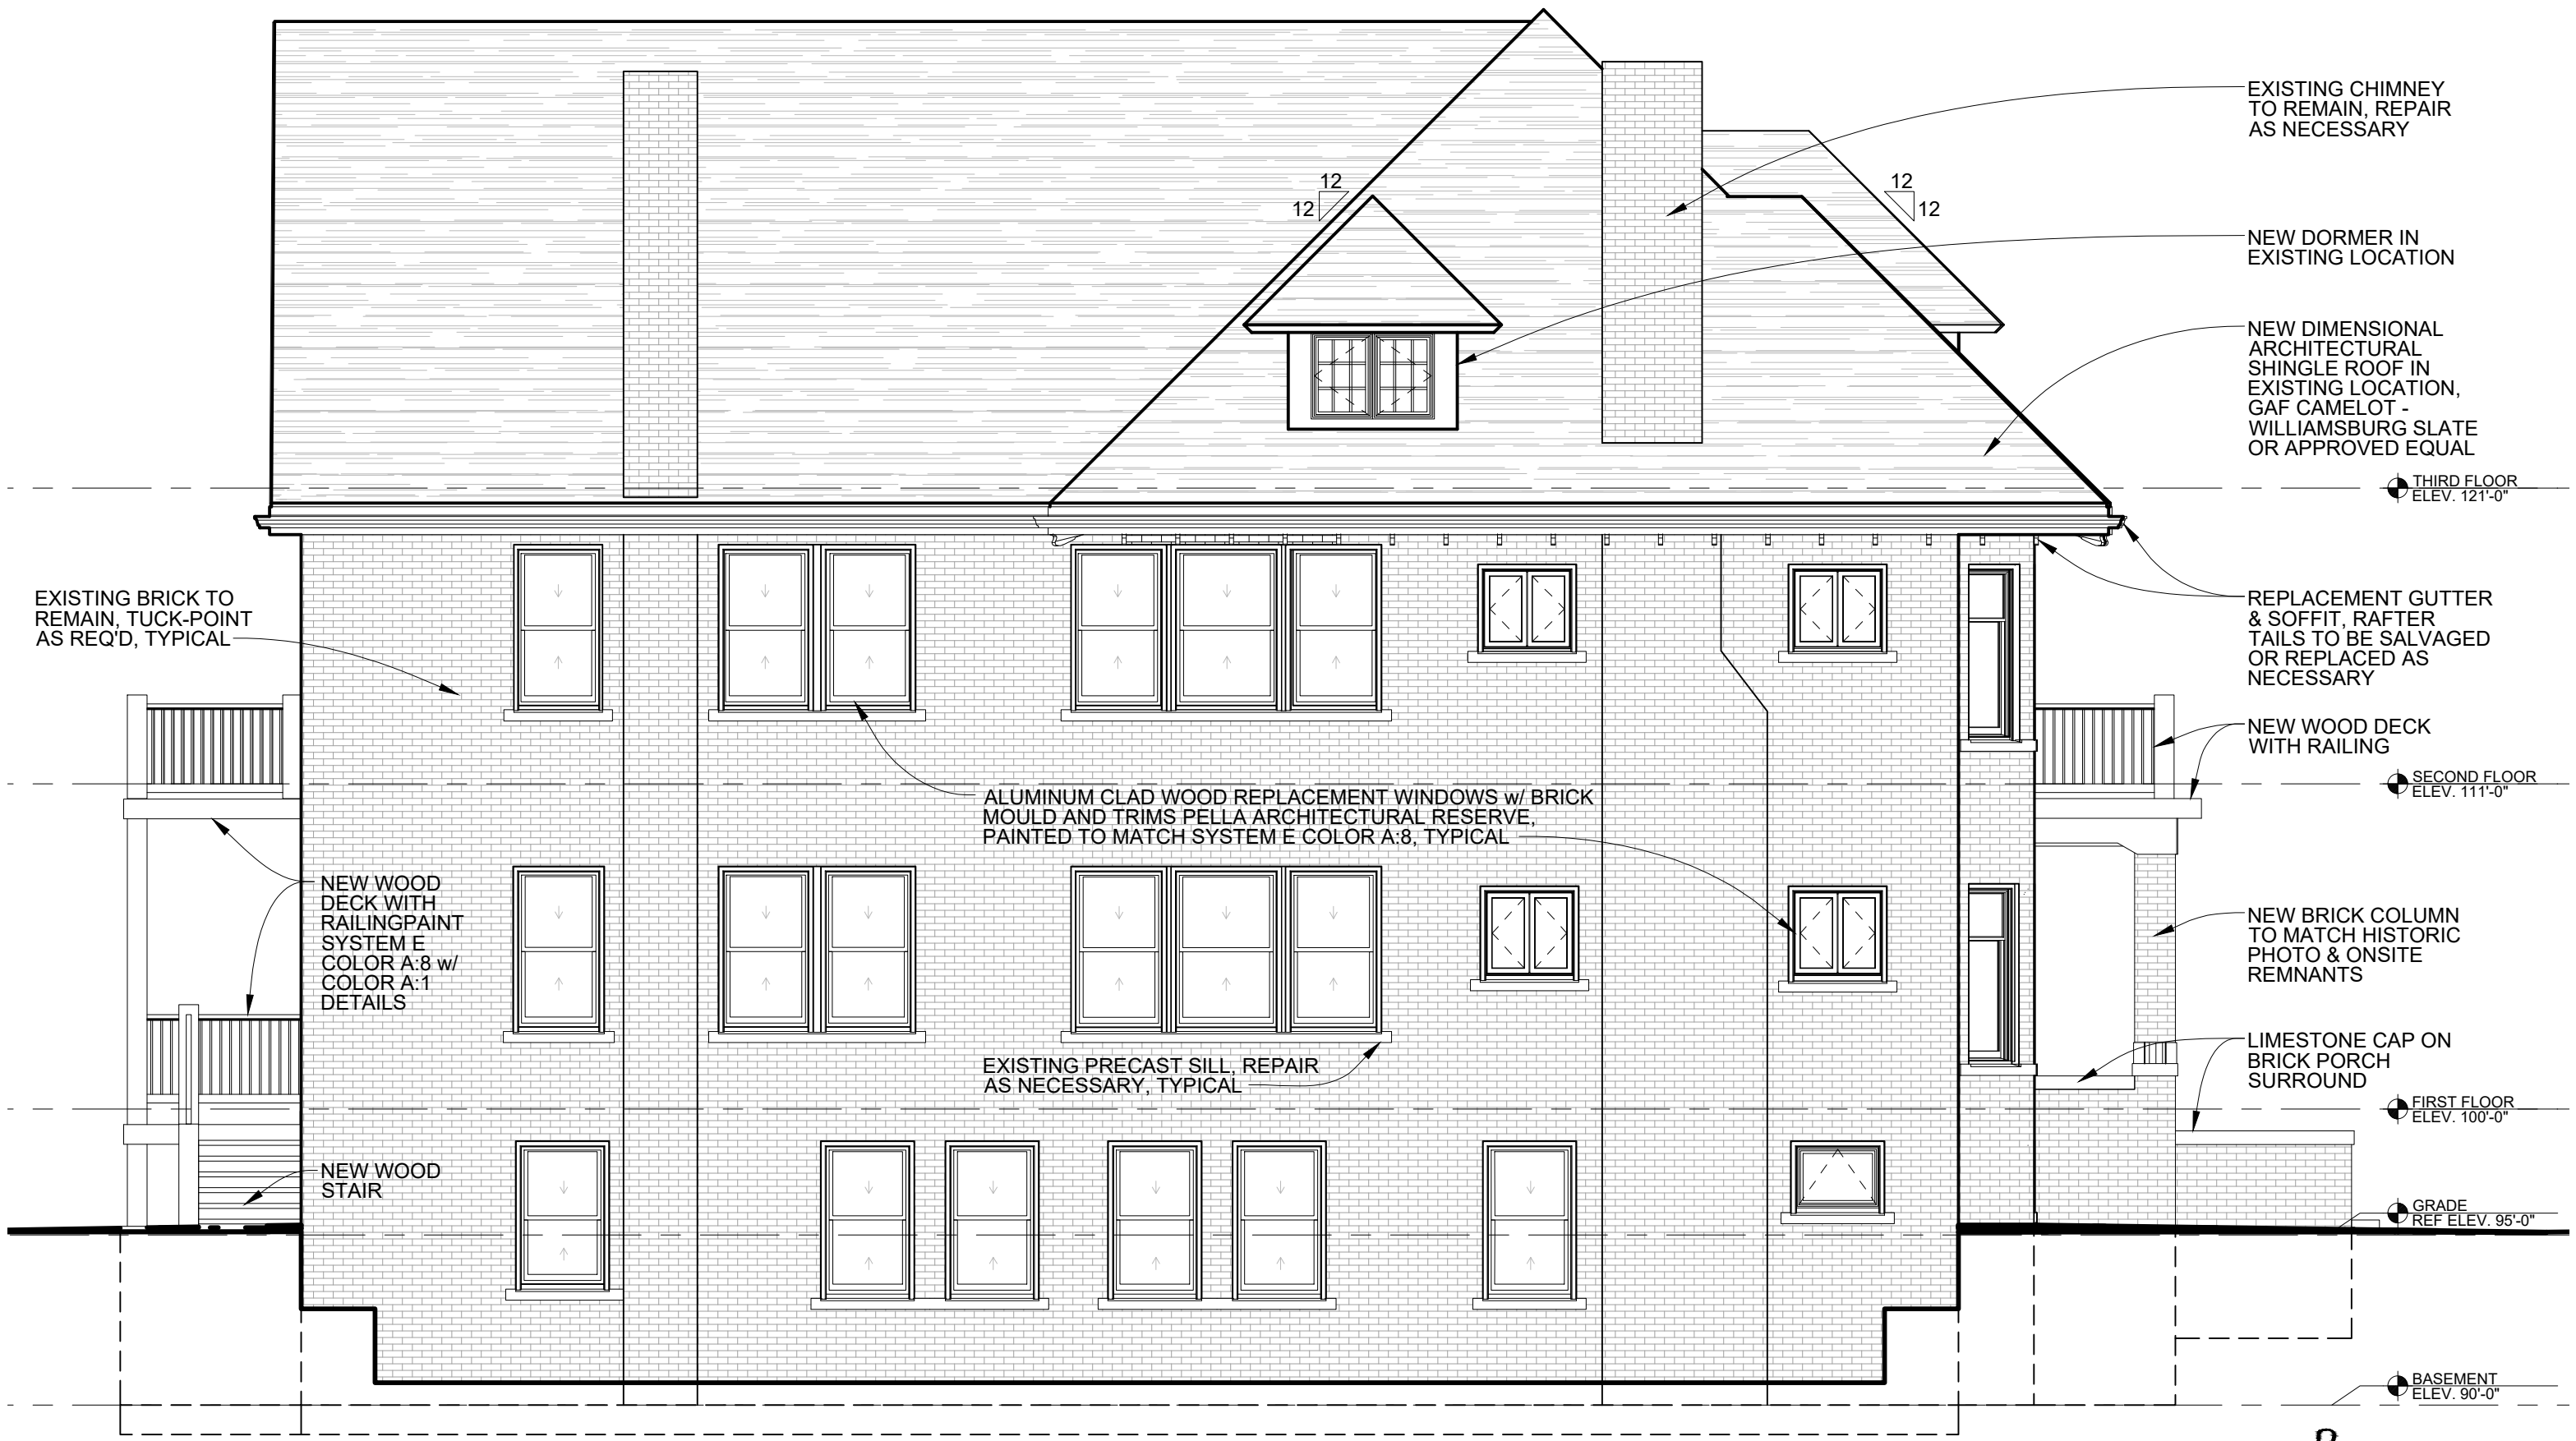 EXISTING CHIMNEY
TO REMAIN, REPAIR
AS NECESSARY
12
12
12
12
NEW DORMER IN
EXISTING LOCATION
NEW DIMENSIONAL
ARCHITECTURAL
SHINGLE ROOF IN
EXISTING LOCATION,
GAF CAMELOT -
WILLIAMSBURG SLATE
OR APPROVED EQUAL
THIRD FLOOR
ELEV. 121'-0"
EXISTING BRICK TO
REMAIN, TUCK-POINT
AS REQ'D, TYPICAL
REPLACEMENT GUTTER
& SOFFIT, RAFTER
TAILS TO BE SALVAGED
OR REPLACED AS
NECESSARY
NEW WOOD DECK
WITH RAILING
SECOND FLOOR
ELEV. 111'-0"
ALUMINUM CLAD WOOD REPLACEMENT WINDOWS w/ BRICK
MOULD AND TRIMS PELLA ARCHITECTURAL RESERVE,
PAINTED TO MATCH SYSTEM E COLOR A:8, TYPICAL
NEW WOOD
DECK WITH
RAILINGPAINT
SYSTEM E
COLOR A:8 w/
COLOR A:1
DETAILS
NEW BRICK COLUMN
TO MATCH HISTORIC
PHOTO & ONSITE
REMNANTS
EXISTING PRECAST SILL, REPAIR
AS NECESSARY, TYPICAL
LIMESTONE CAP ON
BRICK PORCH
SURROUND
FIRST FLOOR
ELEV. 100'-0"
NEW WOOD
STAIR
GRADE
REF ELEV. 95'-0"
BASEMENT
ELEV. 90'-0"